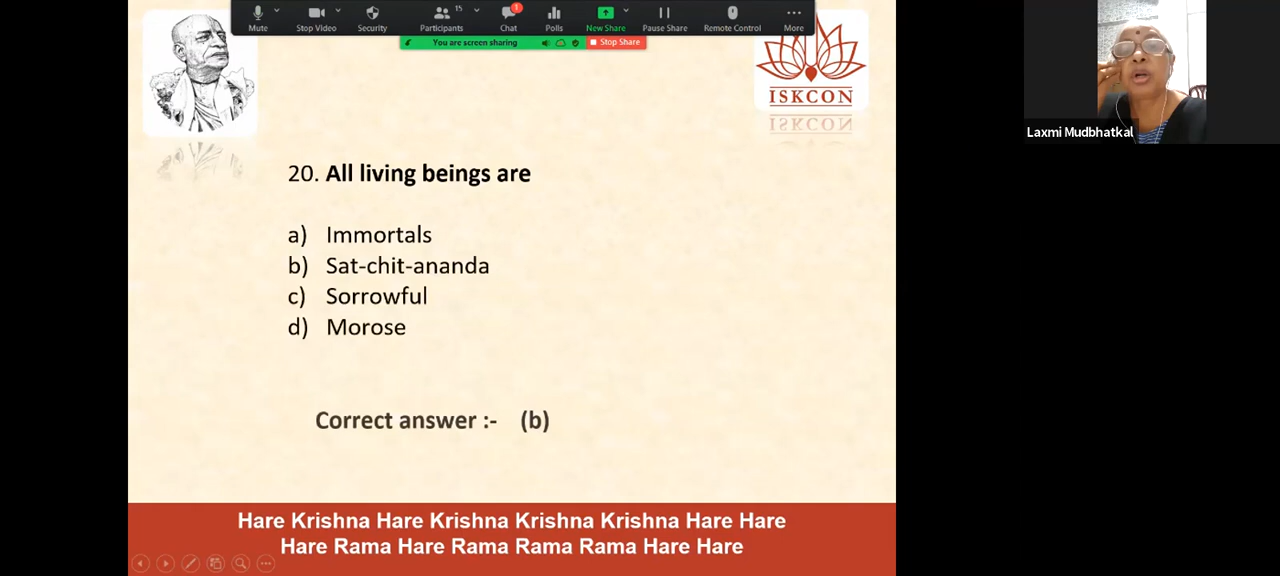 Mute
Stop Video
Security
15
Participants
1
Chat
Polls
New Share
Pause Share
Remote Control
More
You are screen sharing
Stop Share
ISKCON
Laxmi Mudbhatkal
20. All living beings are
a) Immortals
b) Sat-chit-ananda
c) Sorrowful
d) Morose
Correct answer :- (b)
Hare Krishna Hare Krishna Krishna Krishna Hare Hare
Hare Rama Hare Rama Rama Rama Hare Hare